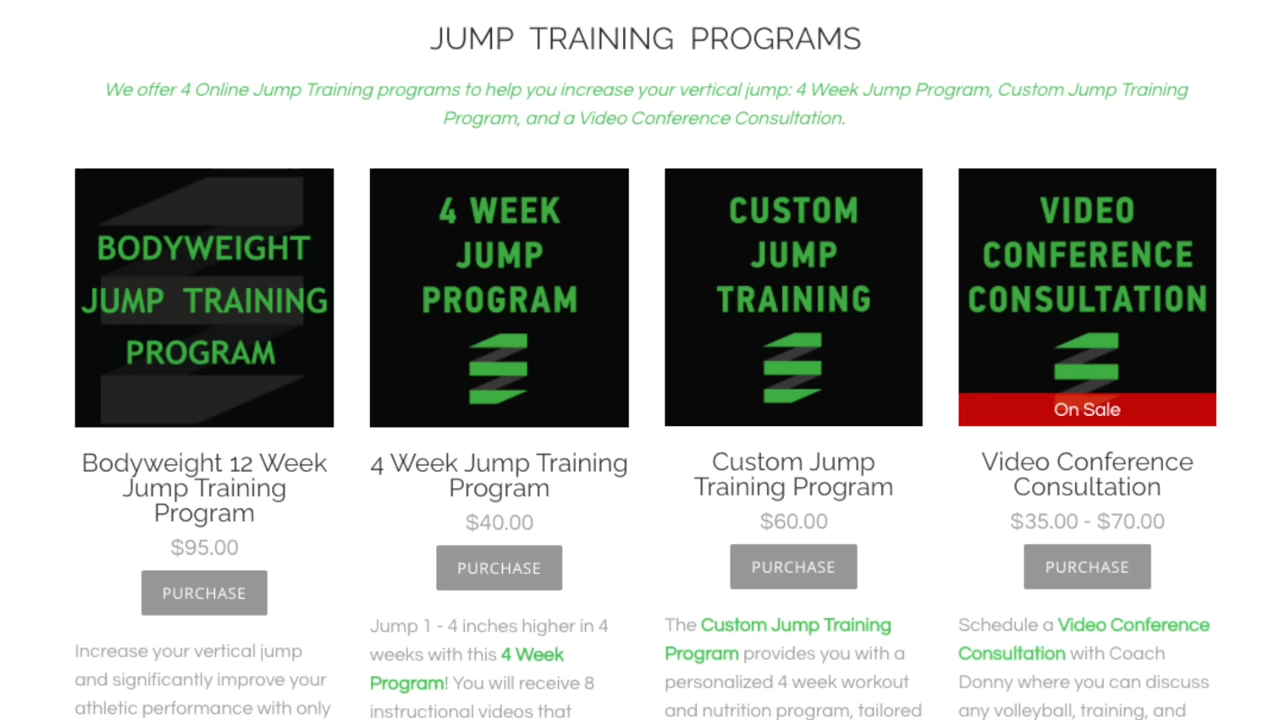 JUMP TRAINING PROGRAMS
We offer 4 Online Jump Training programs to help you increase your vertical jump: 4 Week Jump Program, Custom Jump Training
Program, and a Video Conference Consultation.
BODYWEIGHT
JUMP TRAINING
PROGRAM
Bodyweight 12 Week
Jump Training
Program
$95.00
PURCHASE
Increase your vertical jump
and significantly improve your
athletic performance with only
4 WEEK
JUMP
PROGRAM
4 Week Jump Training
Program
$40.00
PURCHASE
Jump 1 - 4 inches higher in 4
weeks with this 4 Week
Program! You will receive 8
instructional videos that
CUSTOM
JUMP
TRAINING
Custom Jump
Training Program
$60.00
PURCHASE
The Custom Jump Training
Program provides you with a
personalized 4 week workout
and nutrition program, tailored
VIDEO
CONFERENCE
CONSULTATION
On Sale
Video Conference
Consultation
$35.00 - $70.00
PURCHASE
Schedule a Video Conference
Consultation with Coach
Donny where you can discuss
any volleyball, training, and